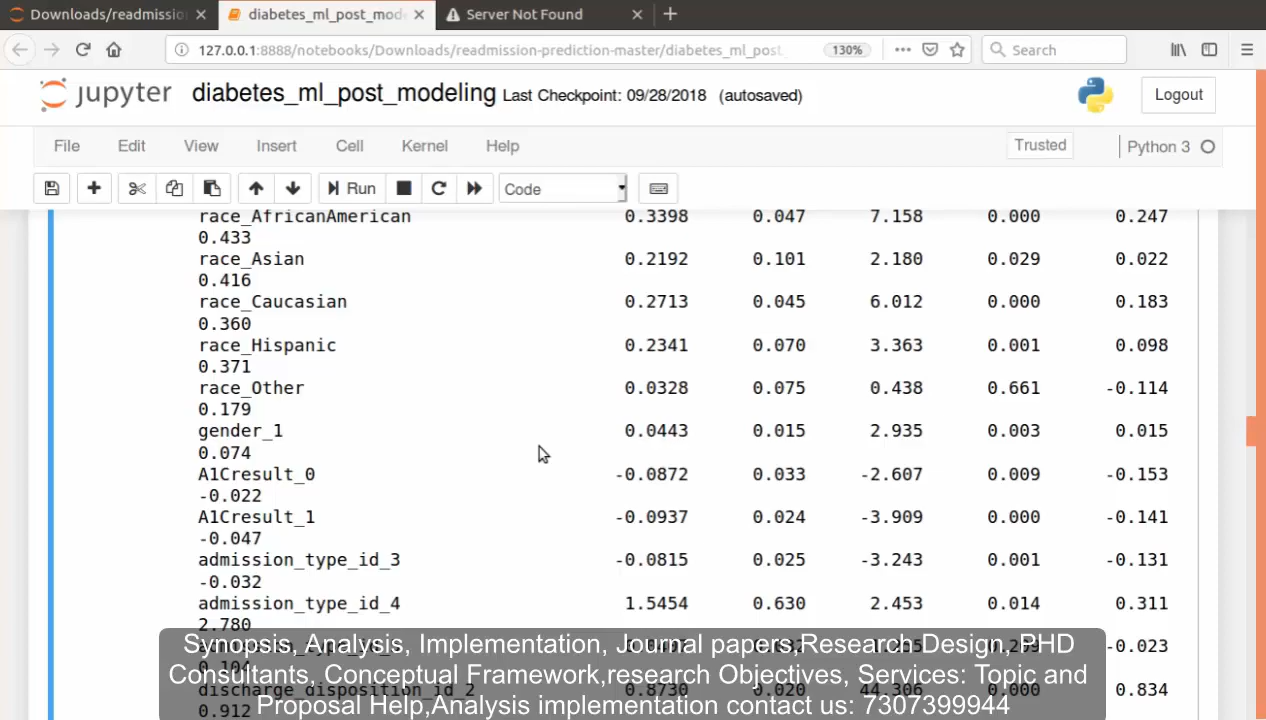 Downloads/readmissio
diabetes_ml_post_mode
Server Not Found
127.0.0.1:8888/notebooks/Downloads/readmission-prediction-master/diabetes_ml_post.
130%
Search
jupyter diabetes_ml_post_modeling Last Checkpoint: 09/28/2018 (autosaved)
Logout
File Edit View Insert Cell Kernel Help
Trusted
Python 3
Run
Code
race_AfricanAmerican 0.3398 0.047 7.158 0.000 0.247
0.433
race_Asian 0.2192 0.101 2.180 0.029 0.022
0.416
race_Caucasian 0.2713 0.045 6.012 0.000 0.183
0.360
race_Hispanic 0.2341 0.070 3.363 0.001 0.098
0.371
race_Other 0.0328 0.075 0.438 0.661 -0.114
0.179
gender_1 0.0443 0.015 2.935 0.003 0.015
0.074
A1Cresult_0 -0.0872 0.033 -2.607 0.009 -0.153
-0.022
A1Cresult_1 -0.0937 0.024 -3.909 0.000 -0.141
-0.047
admission_type_id_3 -0.0815 0.025 -3.243 0.001 -0.131
-0.032
admission_type_id_4 1.5454 0.630 2.453 0.014 0.311
2.780
-0.023
0.104
discharge_disposition_id_2 0.8730 0.020 44.306 0.000 0.834
0.912
Synopsis, Analysis, Implementation, Journal papers,Research Design, PHD
Consultants, Conceptual Framework,research Objectives, Services: Topic and
Proposal Help,Analysis implementation contact us: 7307399944